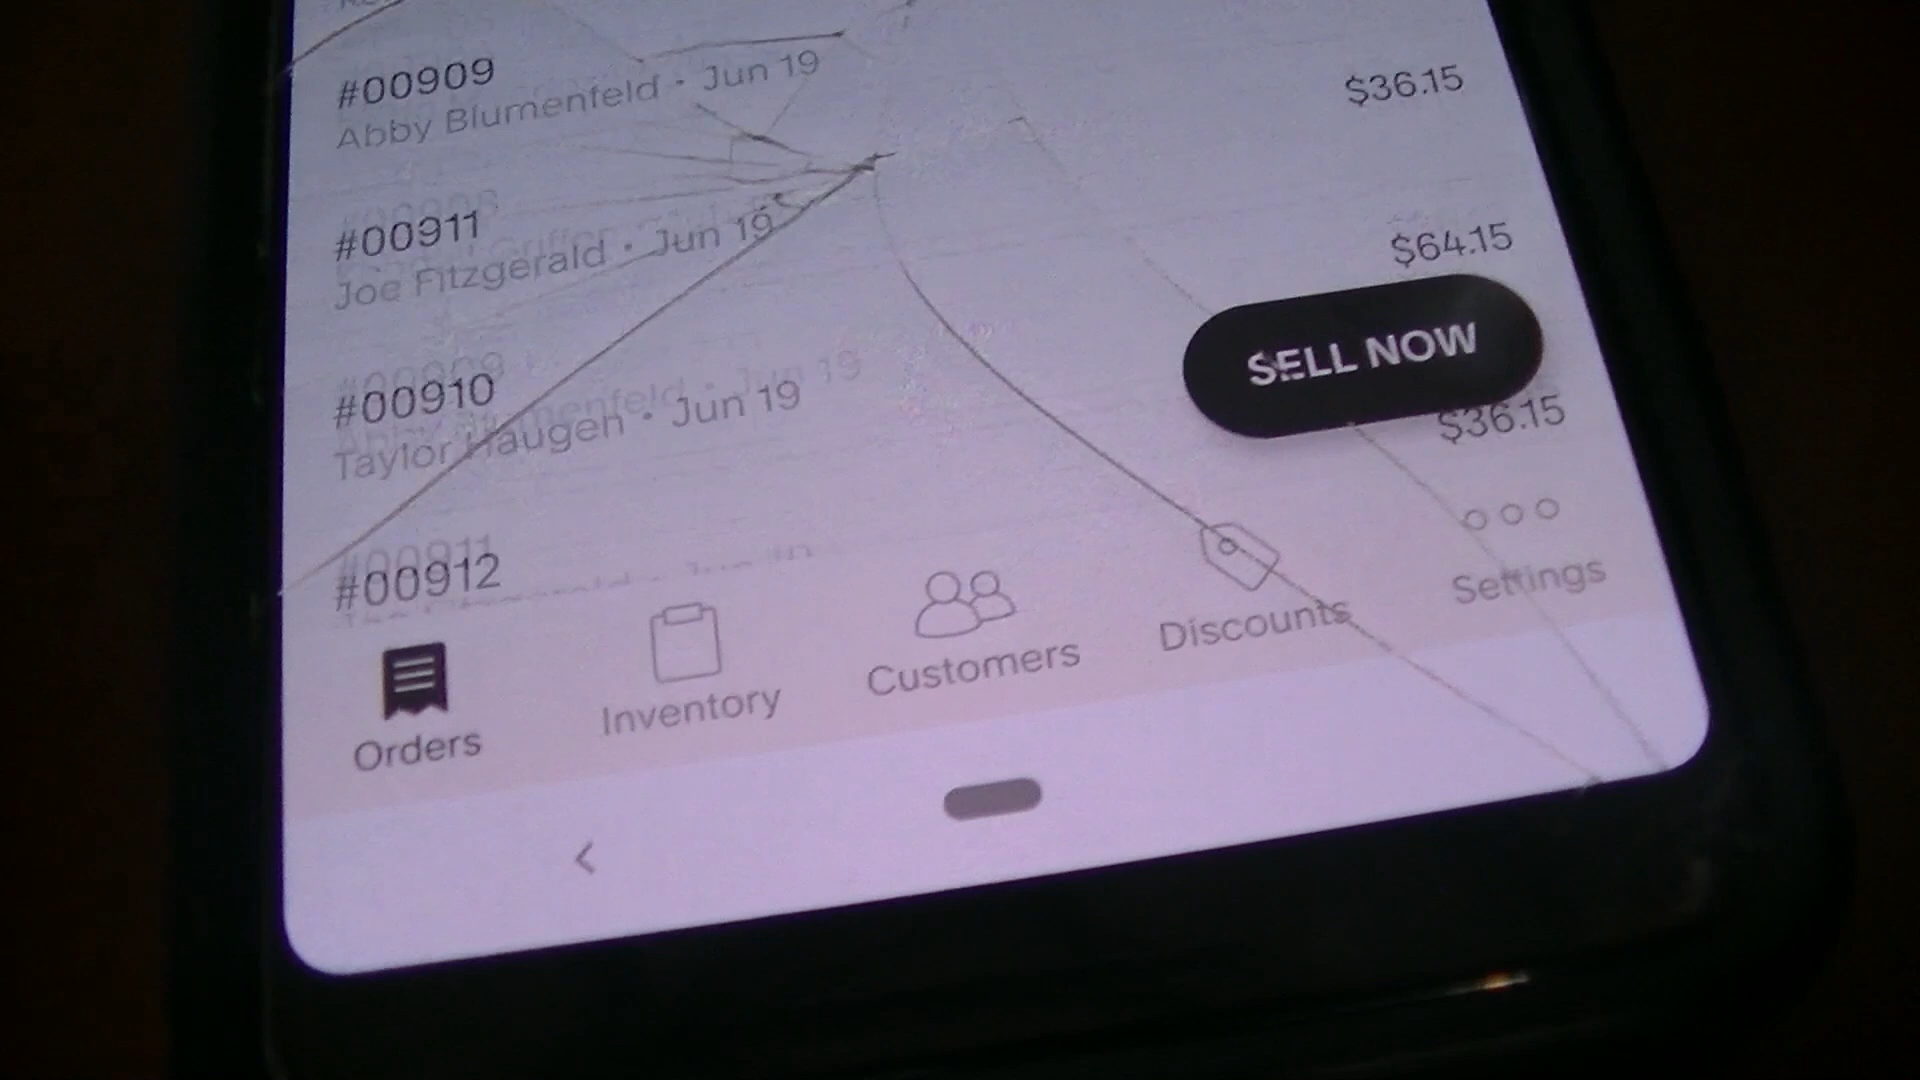 #00909
Abby Blumenfeld • Jun 19
$36.15
#00911
Joe Fitzgerald • Jun 19
$64.15
#00910
Taylor Haugen • Jun 19
$36.15
SELL NOW
#00912
Orders
Inventory
Customers
Discounts
Settings